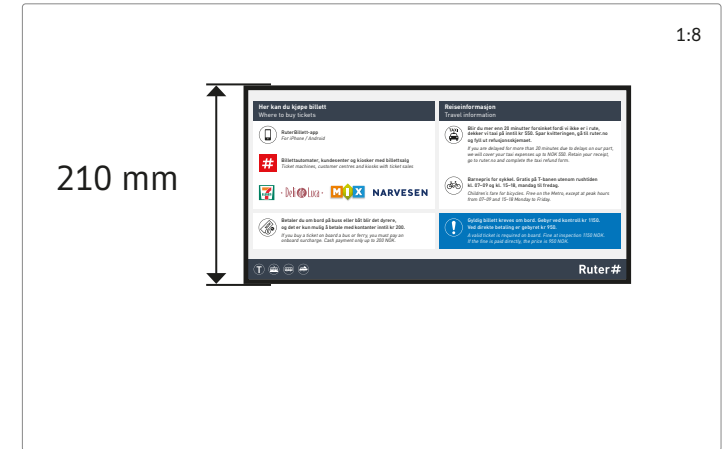 1:8
210 mm
Her kan du kjøpe billett
Where to buy tickets
RuterBillett-app
For iPhone / Android
#
Billettautomater, kundesenter og kiosker med billettsalg
Ticket machines, customer centres and kiosks with ticket sales
7
Deli Luca
MIX
NARVESEN
Betaler du om bord på buss eller båt blir det dyrere,
og det er kun mulig å betale med kontanter inntil kr 200.
If you buy a ticket on board a bus or ferry, you must pay an
onboard surcharge. Cash payment only up to 200 NOK.
Reiseinformasjon
Travel information
TAXI
Blir du mer enn 20 minutter forsinket fordi vi ikke er i rute,
dekker vi taxi på inntil kr 550. Spar kvitteringen, gå til ruter.no
og fyll ut refusjonsskjemaet.
If you are delayed for more than 20 minutes due to delays on our part,
we will cover your taxi expenses up to NOK 550. Retain your receipt,
go to ruter.no and complete the taxi refund form.
Barnepris for sykkel. Gratis på T-banen utenom rushtiden
kl. 07–09 og kl. 15–18, mandag til fredag.
Children's fare for bicycles. Free on the Metro, except at peak hours
from 07-09 and 15-18 Monday to Friday.
Gyldig billett kreves om bord. Gebyr ved kontroll kr 1150.
Ved direkte betaling er gebyret kr 950.
A valid ticket is required on board. Fine at inspection 1150 NOK.
If the fine is paid directly, the price is 950 NOK.
T
Ruter#